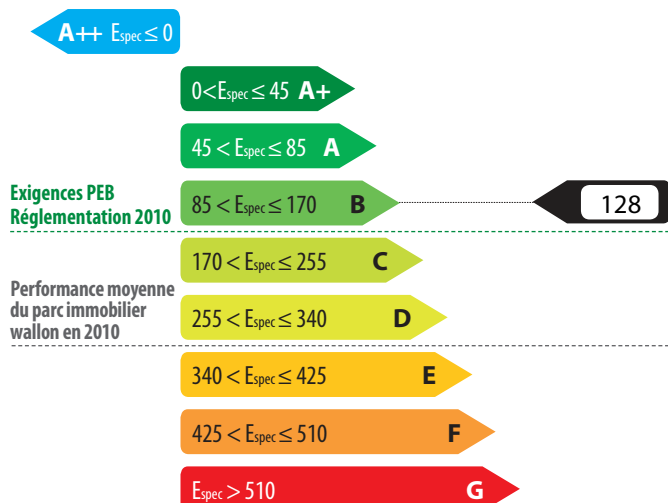 A++ Espec ≤ 0
0<Espec ≤ 45 A+
45 < Espec ≤ 85 A
Exigences PEB
Réglementation 2010
85 < Espec ≤ 170 B
128
170 < Espec ≤ 255 C
Performance moyenne
du parc immobilier
wallon en 2010
255 < Espec ≤ 340 D
340 < Espec ≤ 425 E
425 < Espec ≤ 510 F
Espec > 510 G